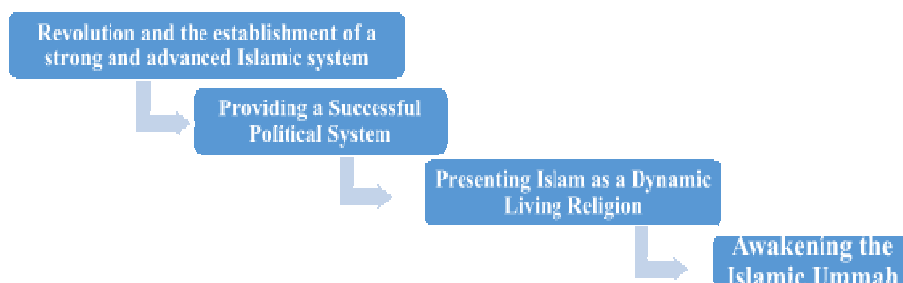 Revolution and the establishment of a
strong and advanced Islamic system
Providing a Successful
Political System
Presenting Islam as a Dynamic
Living Religion
Awakening the
Islamic Ummah